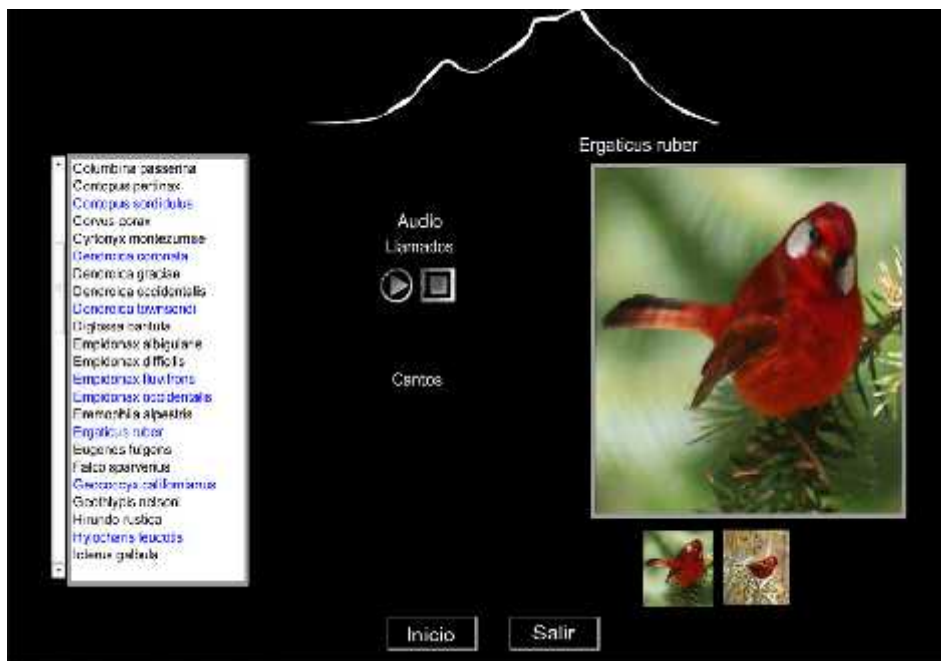 Ergaticus ruber
Columbina passerina
Contopus pertinax
Contopus sordidulus
Corvus corax
Cyrtonyx montezumae
Dendroica coronata
Dendroica graciae
Dendroica occidentalis
Dendroica townsendi
Diglossa baritula
Empidonax albigularis
Empidonax difficilis
Empidonax fluvifrons
Empidonax occidentalis
Eremophila alpestris
Ergaticus ruber
Eugenes fulgens
Falco sparverius
Geococcyx californianus
Geothlypis nelsoni
Hirundo rustica
Hylocharis leucotis
Icterus galbula
Audio
Llamados
Cantos
Inicio
Salir